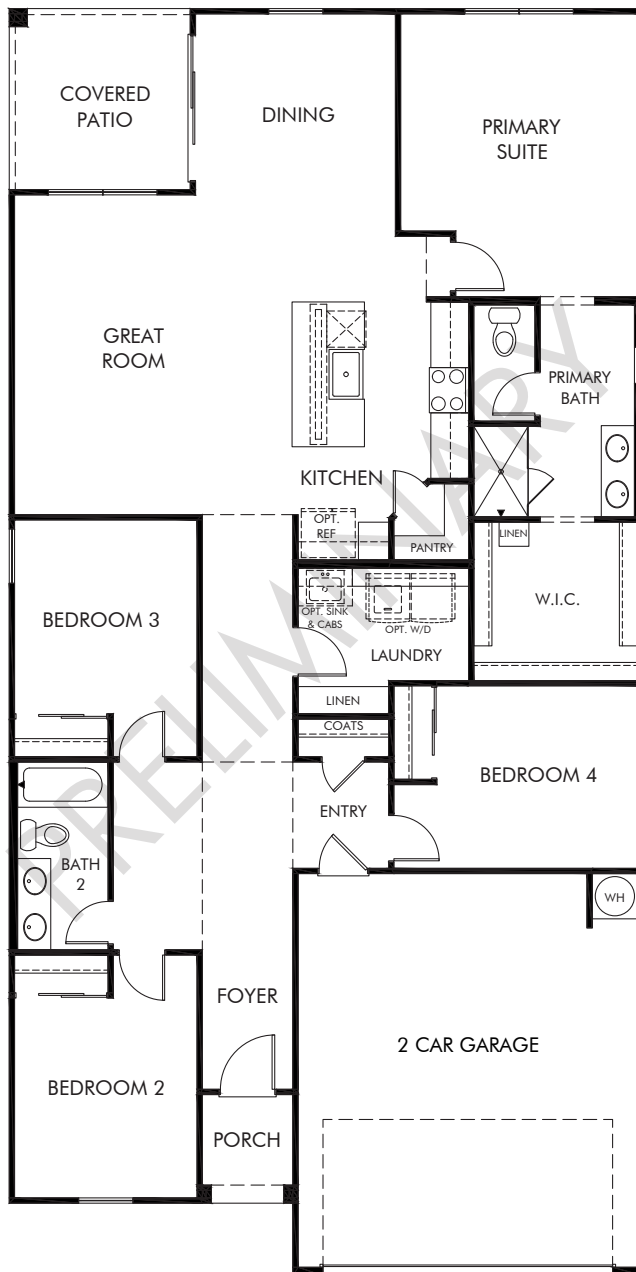 COVERED
PATIO
DINING
PRIMARY
SUITE
GREAT
ROOM
PRIMARY
BATH
KITCHEN
OPT.
REF
PANTRY
LINEN
BEDROOM 3
OPT. SINK
& CABS
OPT. W/D
LAUNDRY
W.I.C.
LINEN
COATS
BEDROOM 4
ENTRY
BATH
2
WH
FOYER
2 CAR GARAGE
BEDROOM 2
PORCH
PRELIMINARY